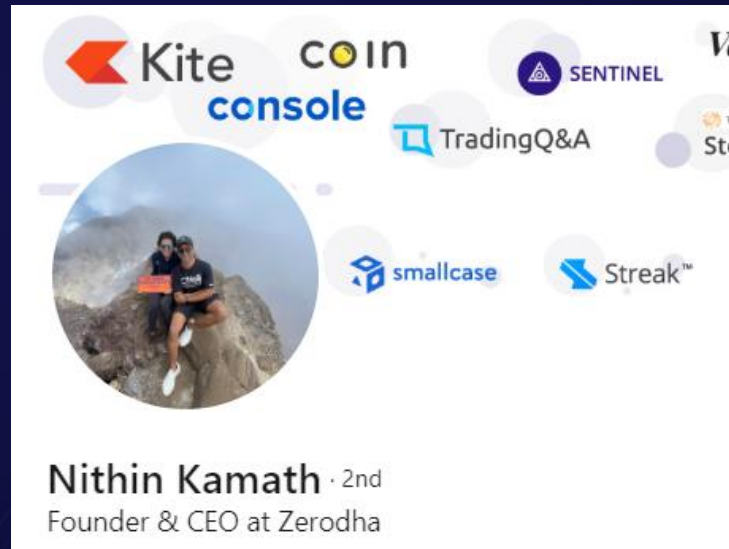 Kite
coin
console
SENTINEL
TradingQ&A
smallcase
Streak™
Nithin Kamath · 2nd
Founder & CEO at Zerodha